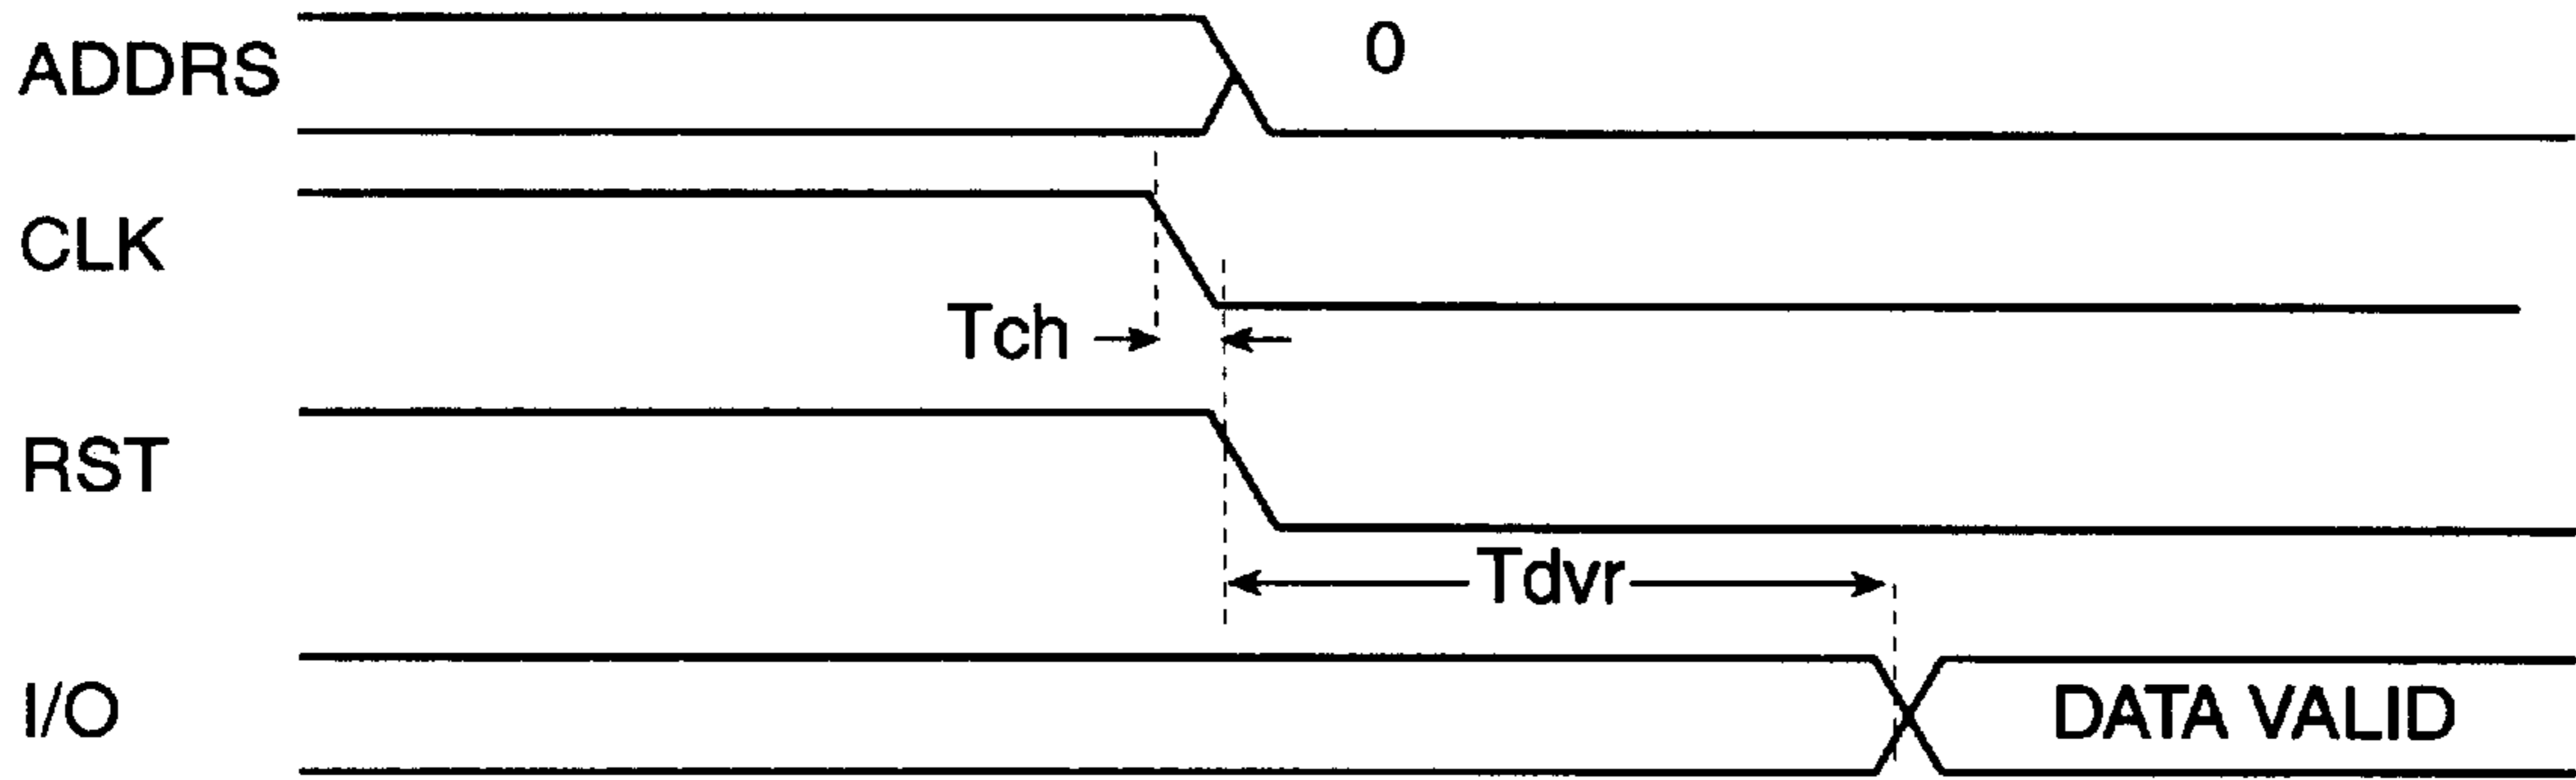 ADDRS 0
CLK
Tch
RST
Tdvr
I/O DATA VALID